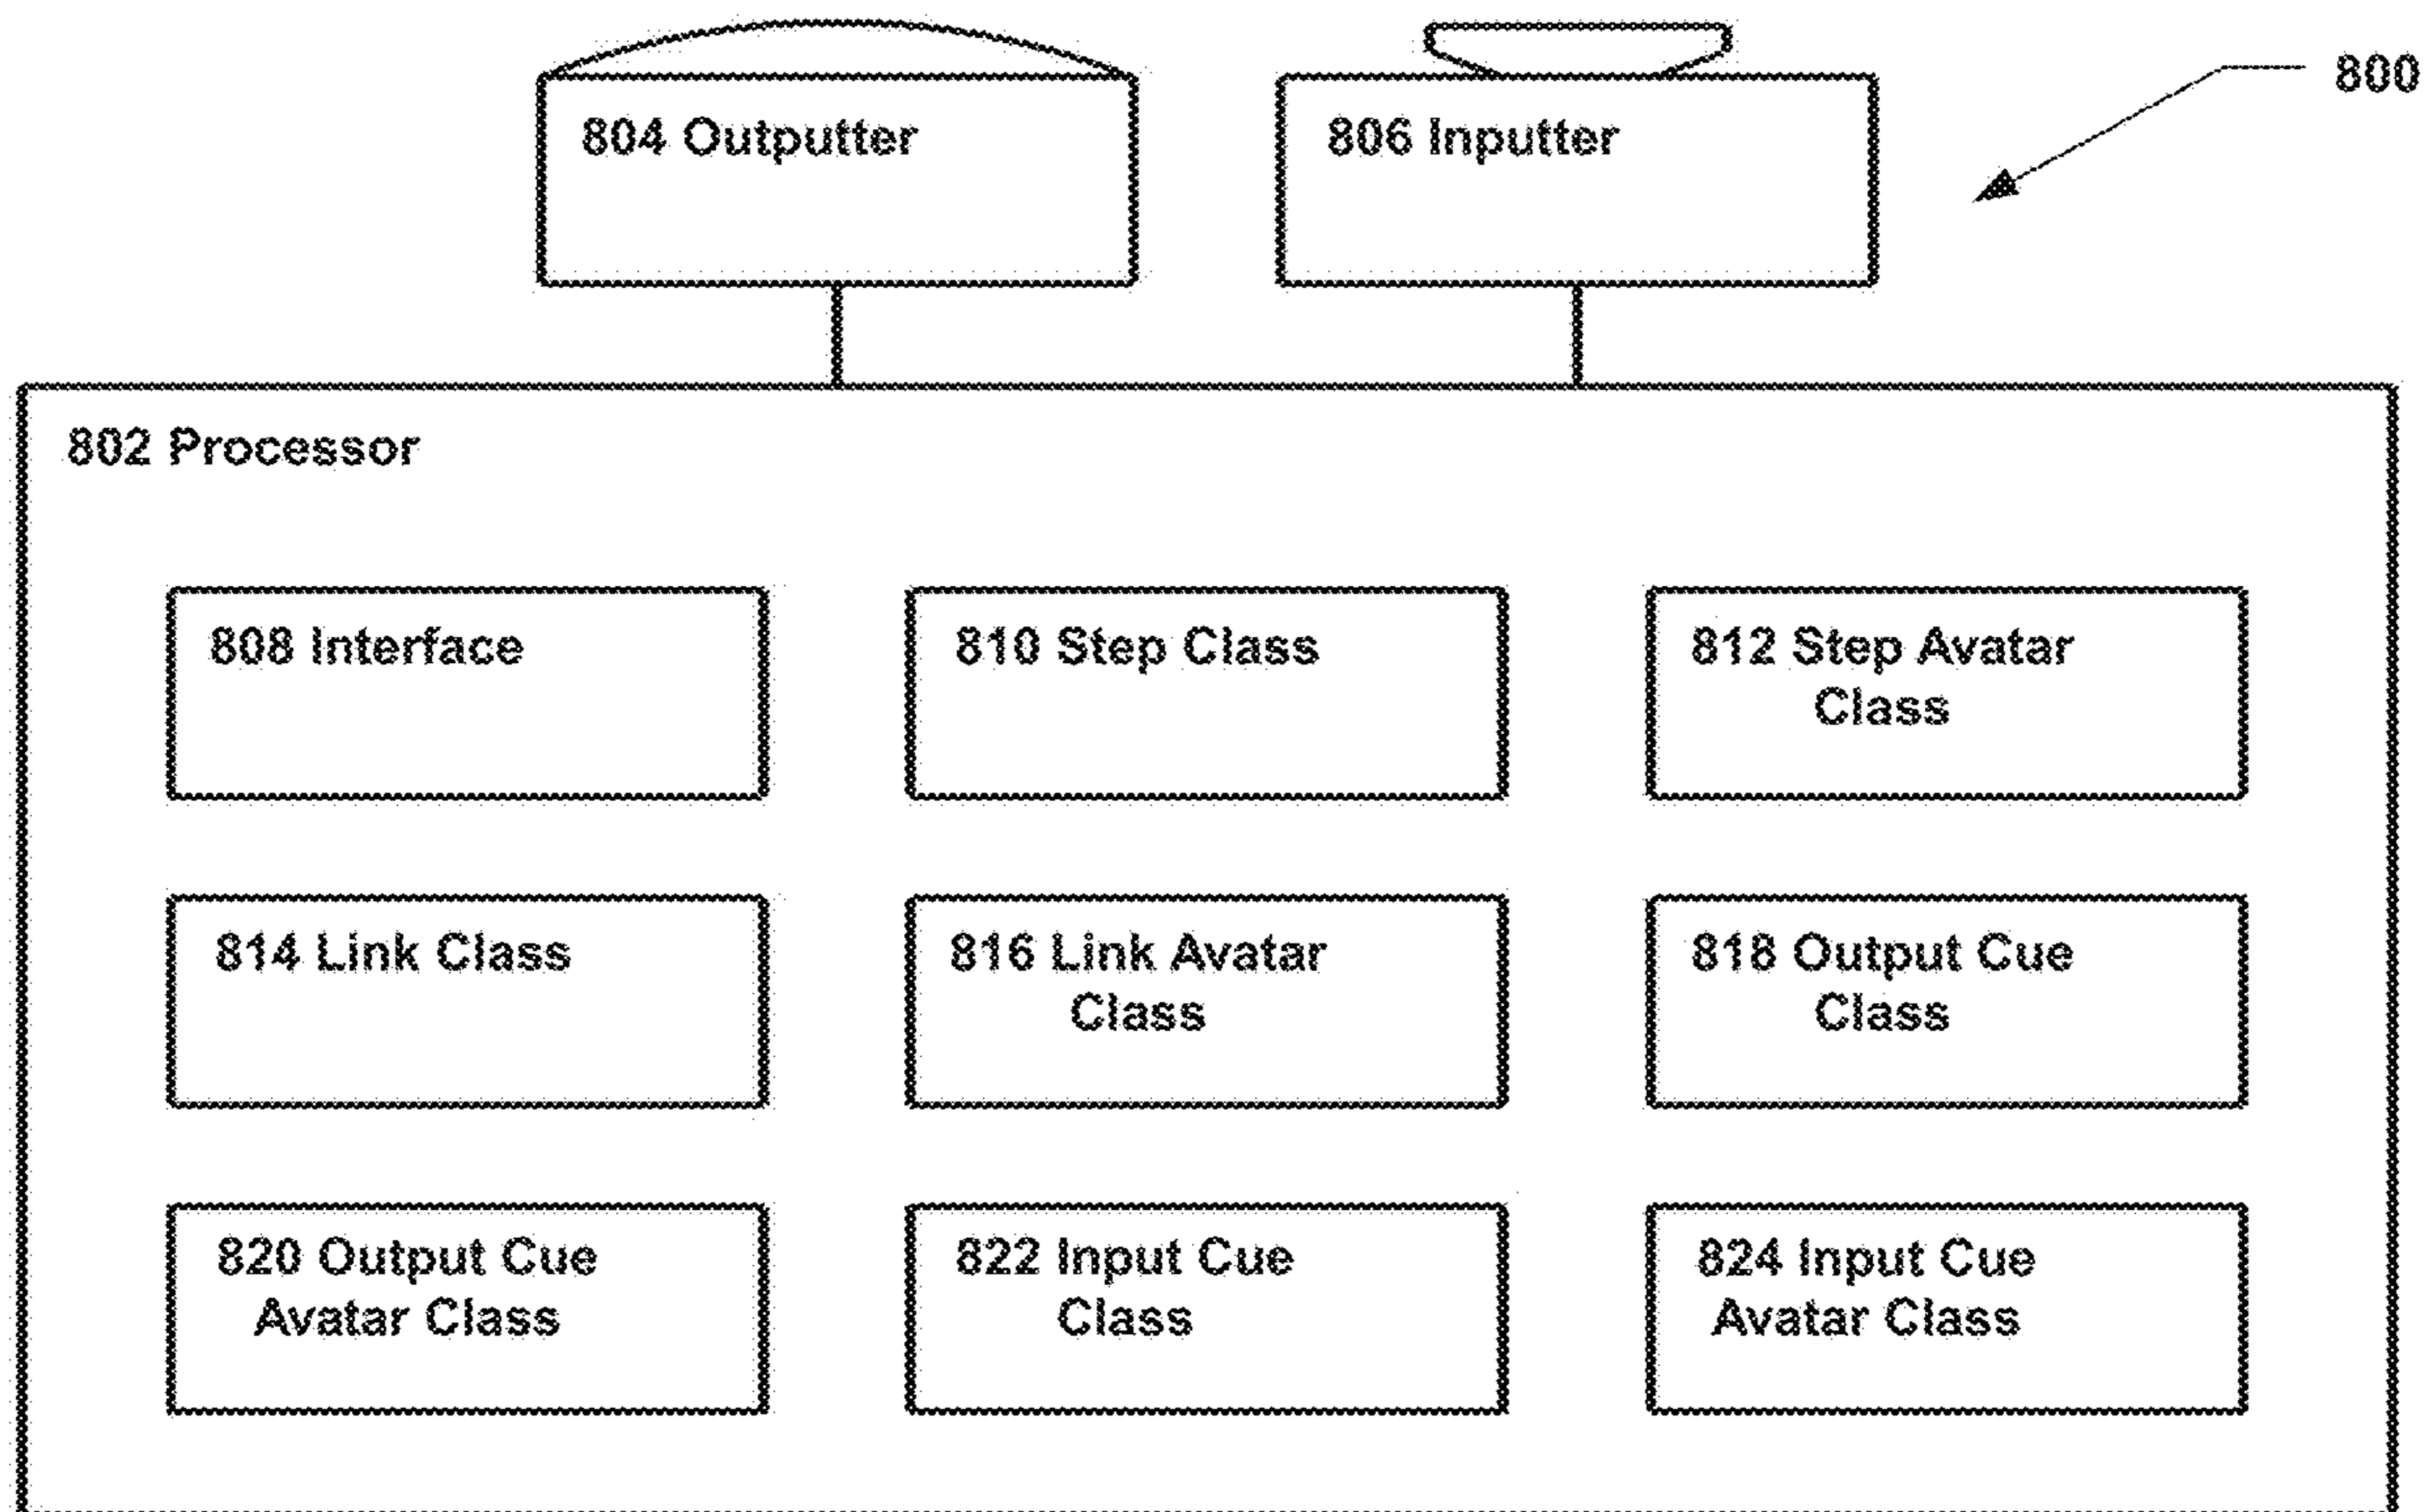 800
804 Outputter
806 Inputter
802 Processor
808 Interface
810 Step Class
812 Step Avatar
Class
814 Link Class
816 Link Avatar
Class
818 Output Cue
Class
820 Output Cue
Avatar Class
822 Input Cue
Class
824 Input Cue
Avatar Class